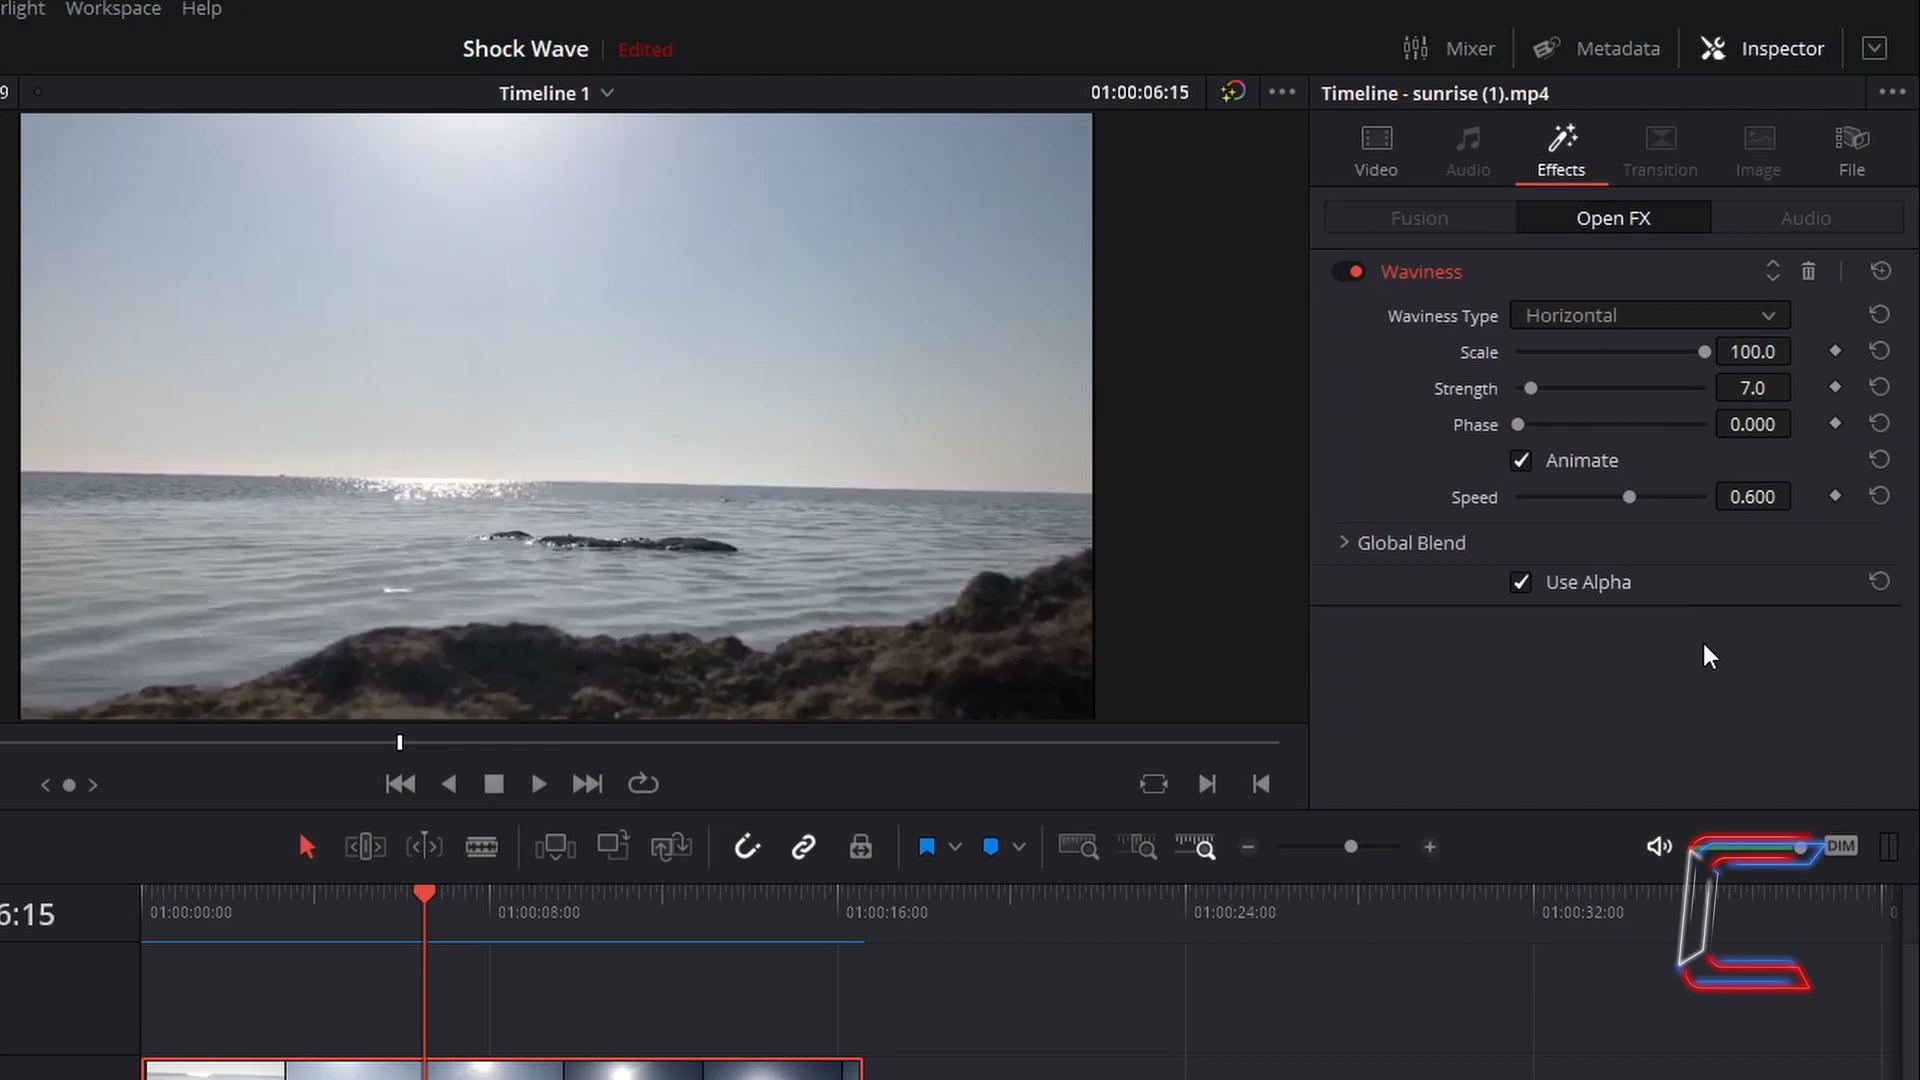 rlight Workspace Help
Shock Wave Edited Mixer Metadata Inspector
9 Timeline 1 01:00:06:15 Timeline - sunrise (1).mp4
Video Audio Effects Transition Image File
Fusion Open FX Audio
Waviness
Waviness Type Horizontal
Scale 100.0
Strength 7.0
Phase 0.000
Animate
Speed 0.600
Global Blend
Use Alpha
DIM
6:15 01:00:00:00 01:00:08:00 01:00:16:00 01:00:24:00 01:00:32:00 0